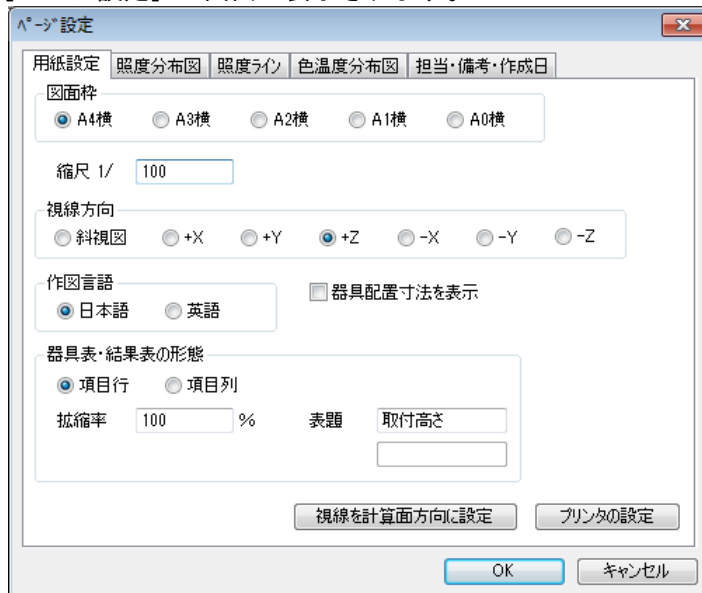 ﾍﾟｰｼﾞ設定
用紙設定 照度分布図 照度ﾗｲﾝ 色温度分布図 担当･備考･作成日
図面枠
A4横 A3横 A2横 A1横 A0横
縮尺 1/ 100
視線方向
斜視図 +X +Y +Z -X -Y -Z
作図言語
日本語 英語
器具配置寸法を表示
器具表･結果表の形態
項目行 項目列
拡縮率 100 % 表題 取付高さ
視線を計算面方向に設定 プリンタの設定
OK キャンセル